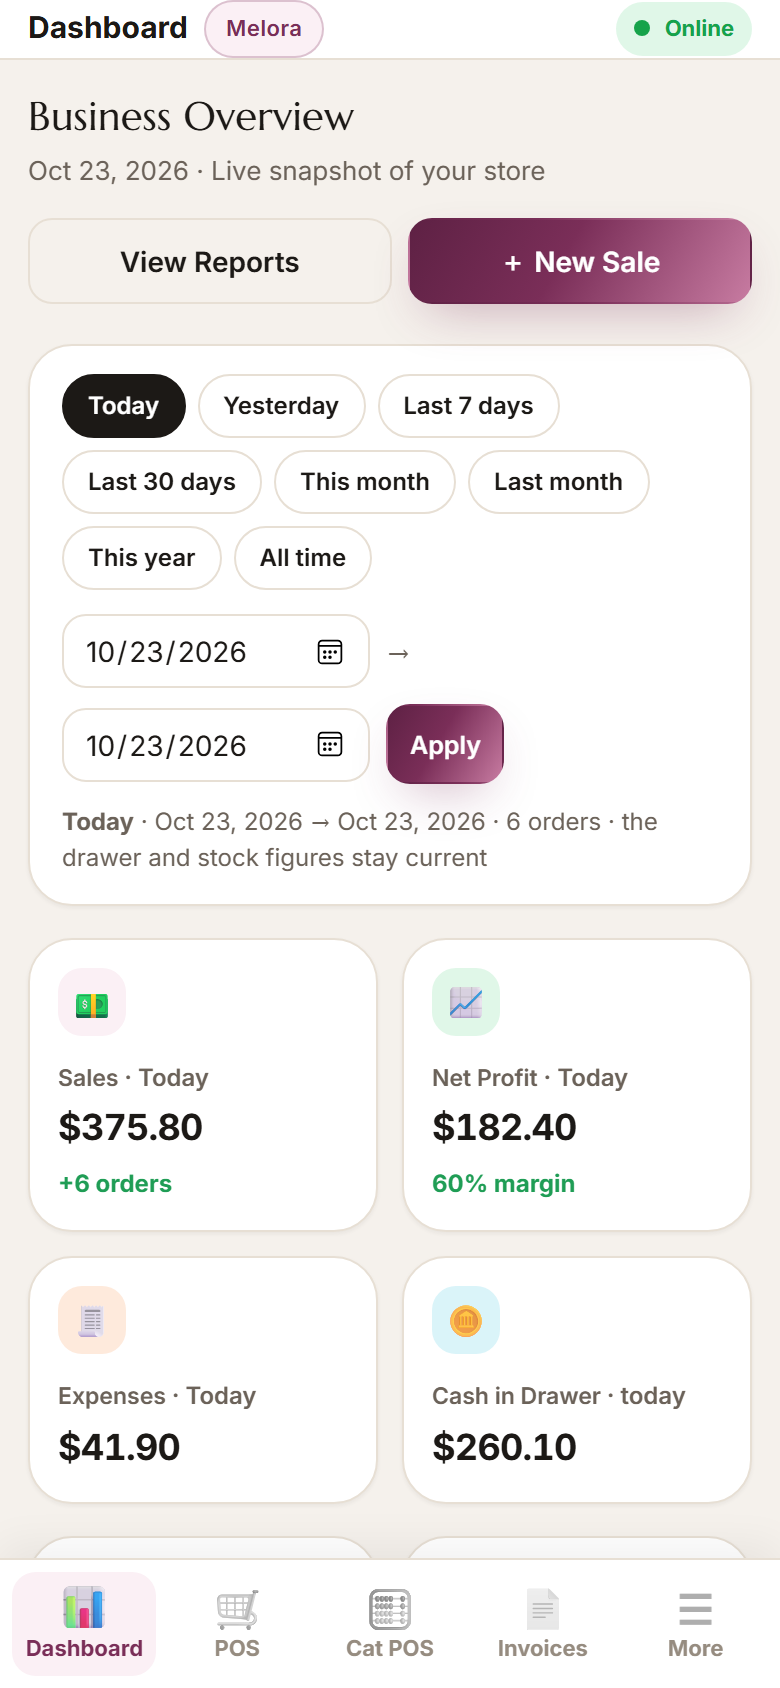 Dashboard Melora Online
Business Overview
Oct 23, 2026 · Live snapshot of your store
View Reports + New Sale
Today Yesterday Last 7 days
Last 30 days This month Last month
This year All time
10/23/2026 →
10/23/2026 Apply
Today · Oct 23, 2026 → Oct 23, 2026 · 6 orders · the
drawer and stock figures stay current
Sales · Today
$375.80
+6 orders
Net Profit · Today
$182.40
60% margin
Expenses · Today
$41.90
Cash in Drawer · today
$260.10
Dashboard POS Cat POS Invoices More